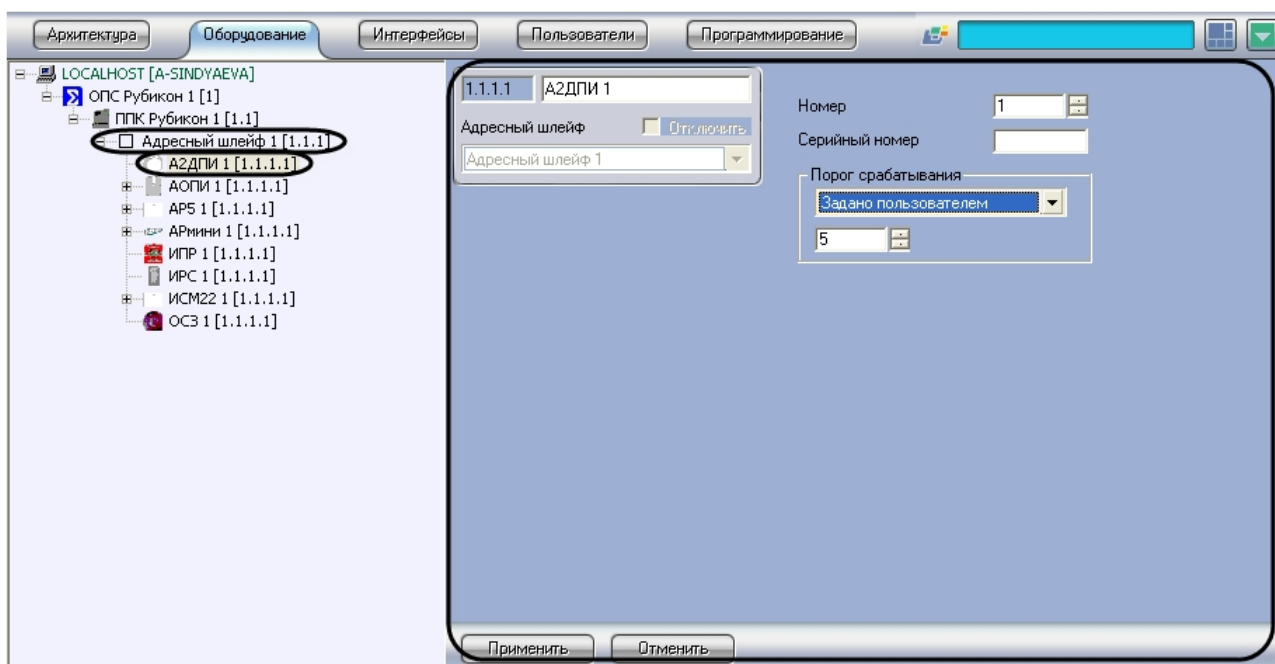 Архитектура Оборудование Интерфейсы Пользователи Программирование
LOCALHOST [A-SINDYAEVA]
ОПС Рубикон 1 [1]
ППК Рубикон 1 [1.1]
Адресный шлейф 1 [1.1.1]
А2ДПИ 1 [1.1.1.1]
АОПИ 1 [1.1.1.1]
АР5 1 [1.1.1.1]
АРмини 1 [1.1.1.1]
ИПР 1 [1.1.1.1]
ИРС 1 [1.1.1.1]
ИСМ22 1 [1.1.1.1]
ОСЗ 1 [1.1.1.1]
1.1.1.1 А2ДПИ 1
Адресный шлейф Отключить
Адресный шлейф 1
Номер 1
Серийный номер
Порог срабатывания
Задано пользователем
5
Применить Отменить